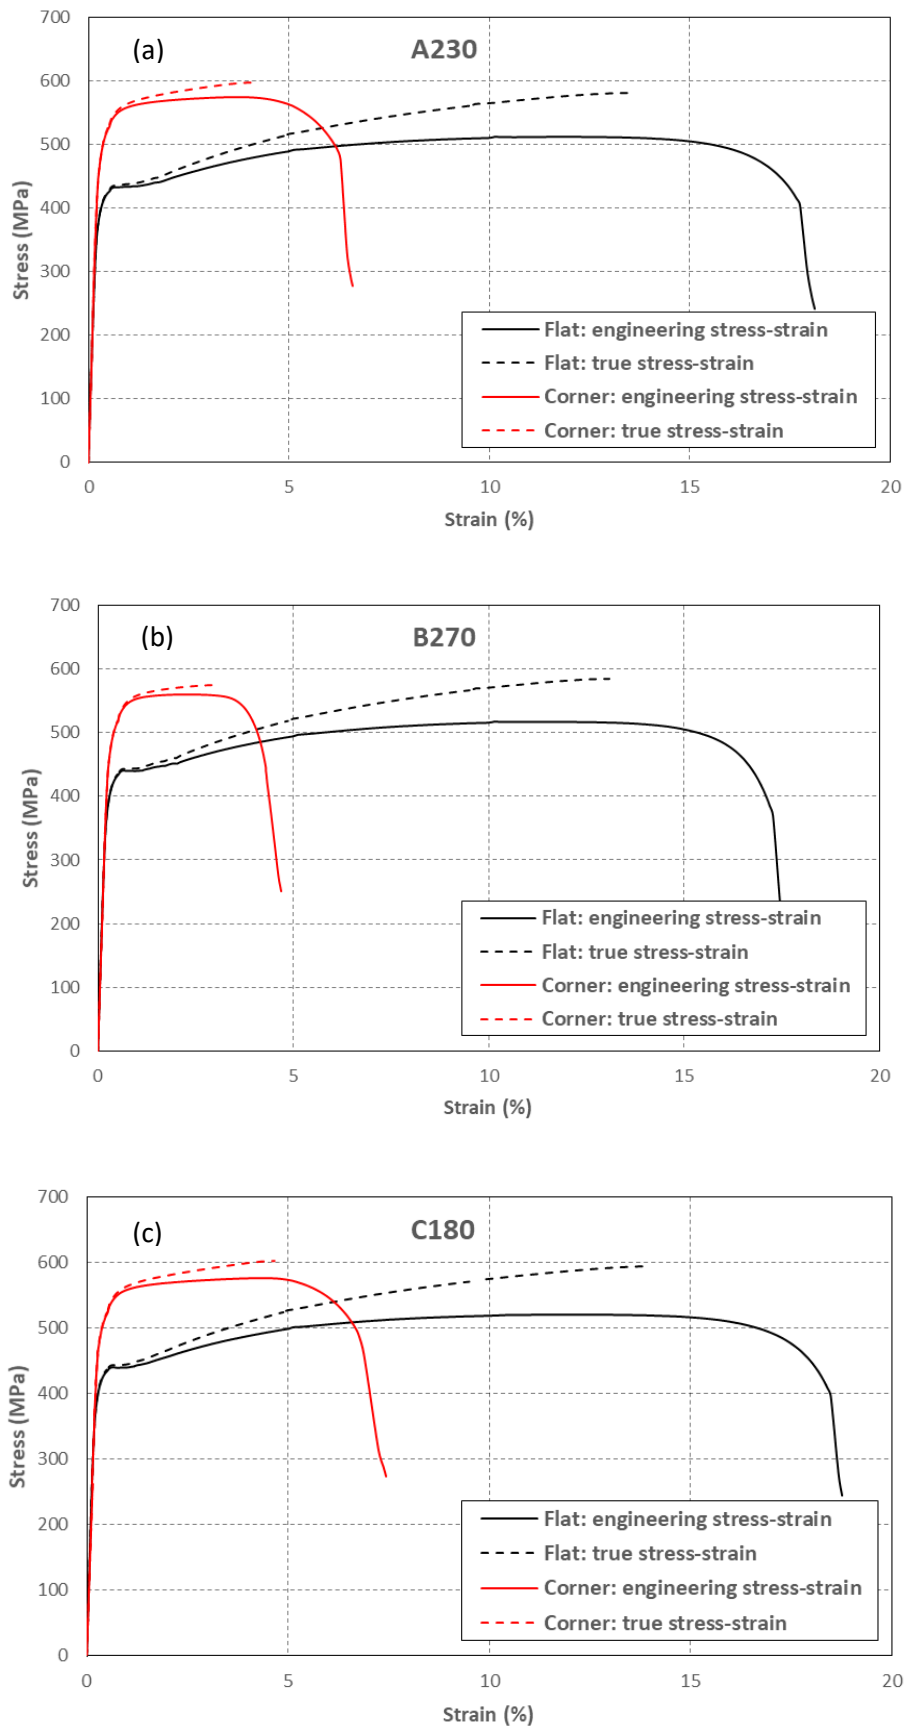 (a)
A230
700
600
500
400
300
200
100
0
Stress (MPa)
Flat: engineering stress-strain
Flat: true stress-strain
Corner: engineering stress-strain
Corner: true stress-strain
0 5 10 15 20
Strain (%)
(b)
B270
700
600
500
400
300
200
100
0
Stress (MPa)
Flat: engineering stress-strain
Flat: true stress-strain
Corner: engineering stress-strain
Corner: true stress-strain
0 5 10 15 20
Strain (%)
(c)
C180
700
600
500
400
300
200
100
0
Stress (MPa)
Flat: engineering stress-strain
Flat: true stress-strain
Corner: engineering stress-strain
Corner: true stress-strain
0 5 10 15 20
Strain (%)